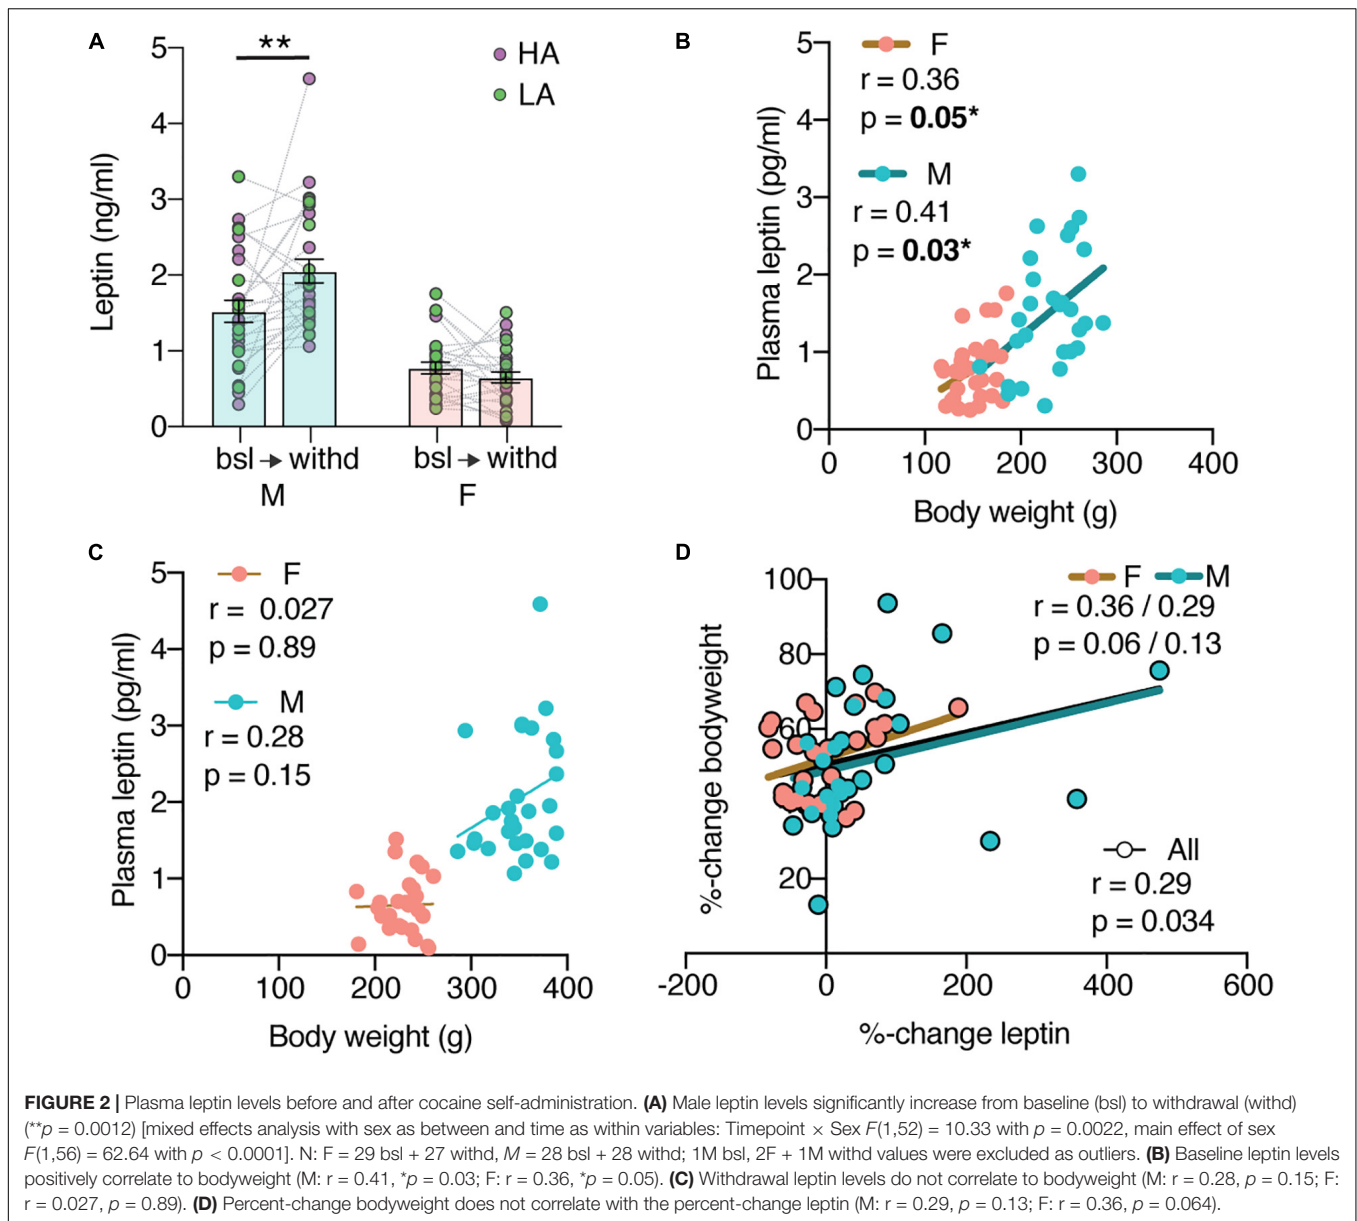 A
5
4
3
2
1
0
Leptin (ng/ml)
**
HA
LA
bsl → withd
M
bsl → withd
F
B
5
4
3
2
1
0
Plasma leptin (pg/ml)
F
r = 0.36
p = 0.05*
M
r = 0.41
p = 0.03*
0 100 200 300 400
Body weight (g)
C
5
4
3
2
1
0
Plasma leptin (pg/ml)
F
r = 0.027
p = 0.89
M
r = 0.28
p = 0.15
0 100 200 300 400
Body weight (g)
D
100
80
60
20
%-change bodyweight
F M
r = 0.36 / 0.29
p = 0.06 / 0.13
All
r = 0.29
p = 0.034
-200 0 200 400 600
%-change leptin
FIGURE 2 | Plasma leptin levels before and after cocaine self-administration. (A) Male leptin levels significantly increase from baseline (bsl) to withdrawal (withd)
(**p = 0.0012) [mixed effects analysis with sex as between and time as within variables: Timepoint × Sex F(1,52) = 10.33 with p = 0.0022, main effect of sex
F(1,56) = 62.64 with p < 0.0001]. N: F = 29 bsl + 27 withd, M = 28 bsl + 28 withd; 1M bsl, 2F + 1M withd values were excluded as outliers. (B) Baseline leptin levels
positively correlate to bodyweight (M: r = 0.41, *p = 0.03; F: r = 0.36, *p = 0.05). (C) Withdrawal leptin levels do not correlate to bodyweight (M: r = 0.28, p = 0.15; F:
r = 0.027, p = 0.89). (D) Percent-change bodyweight does not correlate with the percent-change leptin (M: r = 0.29, p = 0.13; F: r = 0.36, p = 0.064).